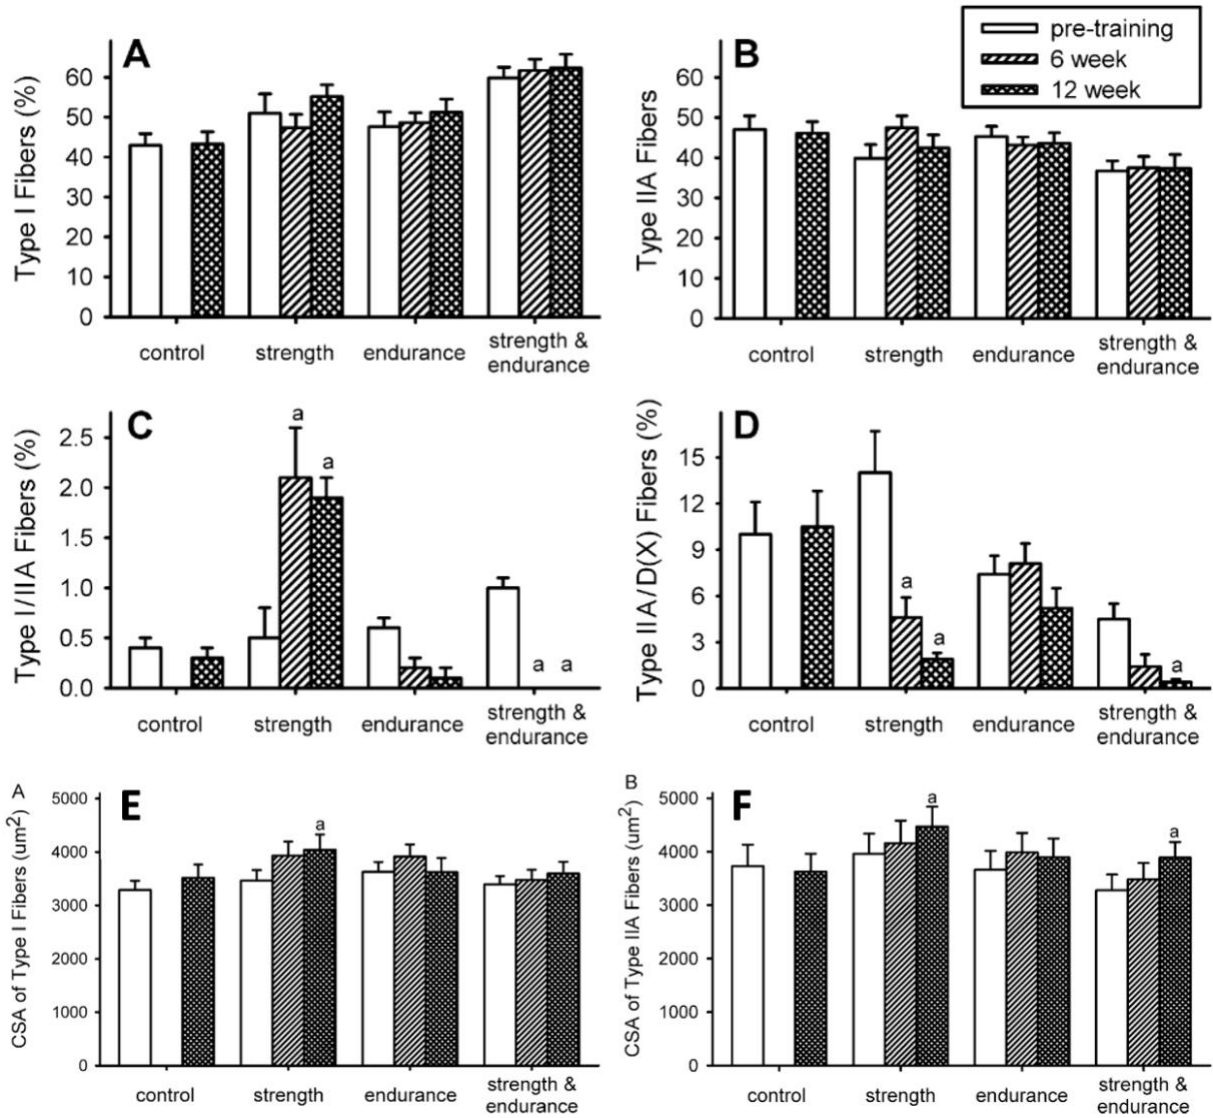 A
Type I Fibers (%)
60
50
40
30
20
10
0
control
strength
endurance
strength &
endurance
B
Type IIA Fibers
60
50
40
30
20
10
0
control
strength
endurance
strength &
endurance
pre-training
6 week
12 week
C
Type I/IIA Fibers (%)
2.5
2.0
1.5
1.0
0.5
0.0
a
a
a a
control
strength
endurance
strength &
endurance
D
Type IIA/D(X) Fibers (%)
15
12
9
6
3
0
a
a
a
control
strength
endurance
strength &
endurance
A
E
CSA of Type I Fibers (um²)
5000
4000
3000
2000
1000
0
a
control
strength
endurance
strength &
endurance
B
F
CSA of Type IIA Fibers (um²)
5000
4000
3000
2000
1000
0
a
a
control
strength
endurance
strength &
endurance